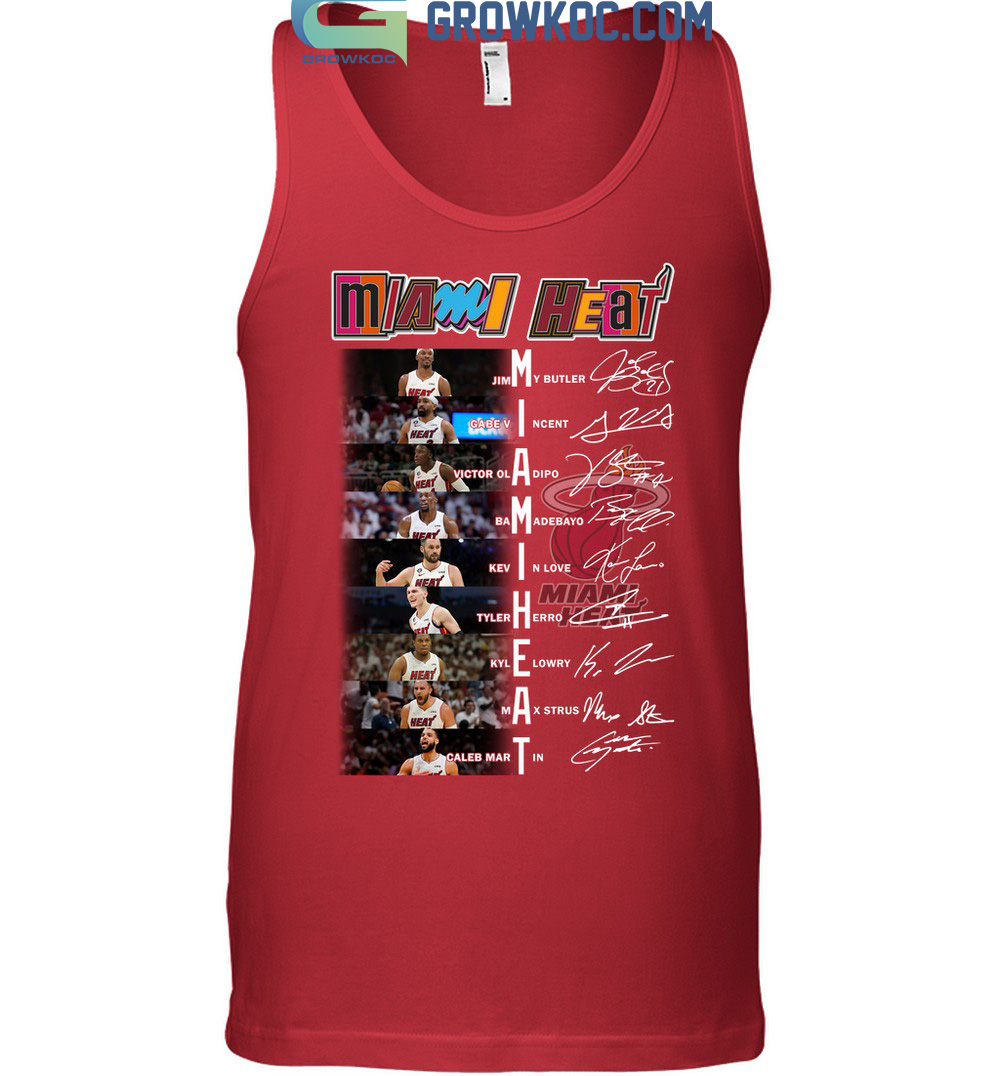 GROWKOC.COM
GROWKOC
MIAMI HEAT
JIMMY BUTLER
GABE VINCENT
VICTOR OLADIPO
BAM ADEBAYO
KEVIN LOVE
MIAMI
HEAT
TYLER HERRO
KYLE LOWRY
MAX STRUS
CALEB MARTIN